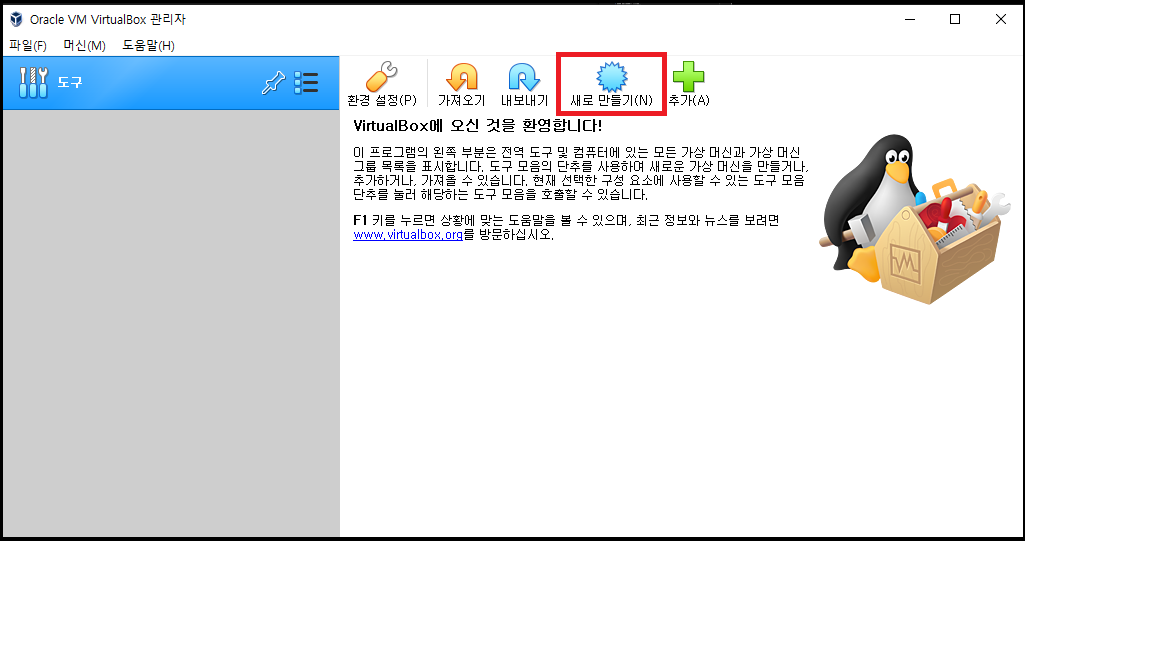 Oracle VM VirtualBox 관리자
파일(F) 머신(M) 도움말(H)
도구
환경 설정(P) 가져오기 내보내기 새로 만들기(N) 추가(A)
VirtualBox에 오신 것을 환영합니다!
이 프로그램의 왼쪽 부분은 전역 도구 및 컴퓨터에 있는 모든 가상 머신과 가상 머신
그룹 목록을 표시합니다. 도구 모음의 단추를 사용하여 새로운 가상 머신을 만들거나,
추가하거나, 가져올 수 있습니다. 현재 선택한 구성 요소에 사용할 수 있는 도구 모음
단추를 눌러 해당하는 도구 모음을 호출할 수 있습니다.
F1 키를 누르면 상황에 맞는 도움말을 볼 수 있으며, 최근 정보와 뉴스를 보려면
www.virtualbox.org를 방문하십시오.